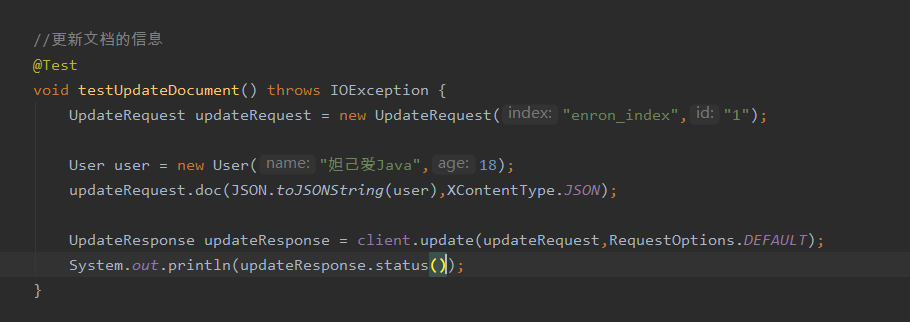 //更新文档的信息
@Test
void testUpdateDocument() throws IOException {
UpdateRequest updateRequest = new UpdateRequest( index: "enron_index", id: "1");
User user = new User( name: "妲己爱Java", age: 18);
updateRequest.doc(JSON.toJSONString(user),XContentType.JSON);
UpdateResponse updateResponse = client.update(updateRequest,RequestOptions.DEFAULT);
System.out.println(updateResponse.status());
}